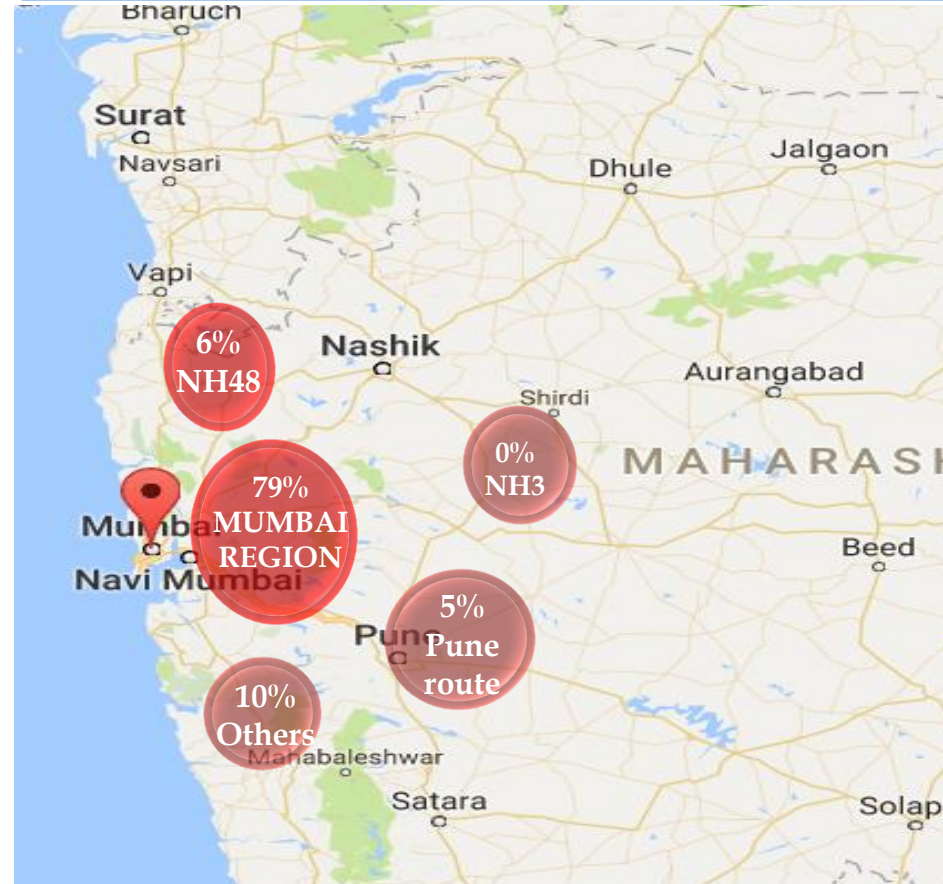 Bharuch
Surat
Navsari
Dhule
Jalgaon
Vapi
6%
NH48
Nashik
Aurangabad
Shirdi
0%
NH3
MAHARASH
79%
MUMBAI
REGION
Mumbai
Navi Mumbai
Beed
5%
Pune
route
Pune
10%
Others
Mahabaleshwar
Satara
Solap